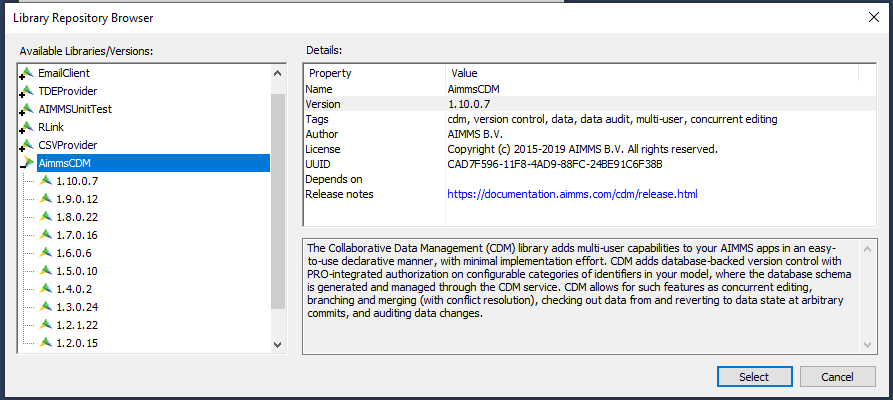 Library Repository Browser
Available Libraries/Versions:
EmailClient
TDEProvider
AIMMSUnitTest
RLink
CSVProvider
AimmsCDM
1.10.0.7
1.9.0.12
1.8.0.22
1.7.0.16
1.6.0.6
1.5.0.10
1.4.0.2
1.3.0.24
1.2.1.22
1.2.0.15
Details:
Property Value
Name AimmsCDM
Version 1.10.0.7
Tags cdm, version control, data, data audit, multi-user, concurrent editing
Author AIMMS B.V.
License Copyright (c) 2015-2019 AIMMS B.V. All rights reserved.
UUID CAD7F596-11F8-4AD9-88FC-24BE91C6F38B
Depends on
Release notes https://documentation.aimms.com/cdm/release.html
The Collaborative Data Management (CDM) library adds multi-user capabilities to your AIMMS apps in an easy-
to-use declarative manner, with minimal implementation effort. CDM adds database-backed version control with
PRO-integrated authorization on configurable categories of identifiers in your model, where the database schema
is generated and managed through the CDM service. CDM allows for such features as concurrent editing,
branching and merging (with conflict resolution), checking out data from and reverting to data state at arbitrary
commits, and auditing data changes.
Select Cancel